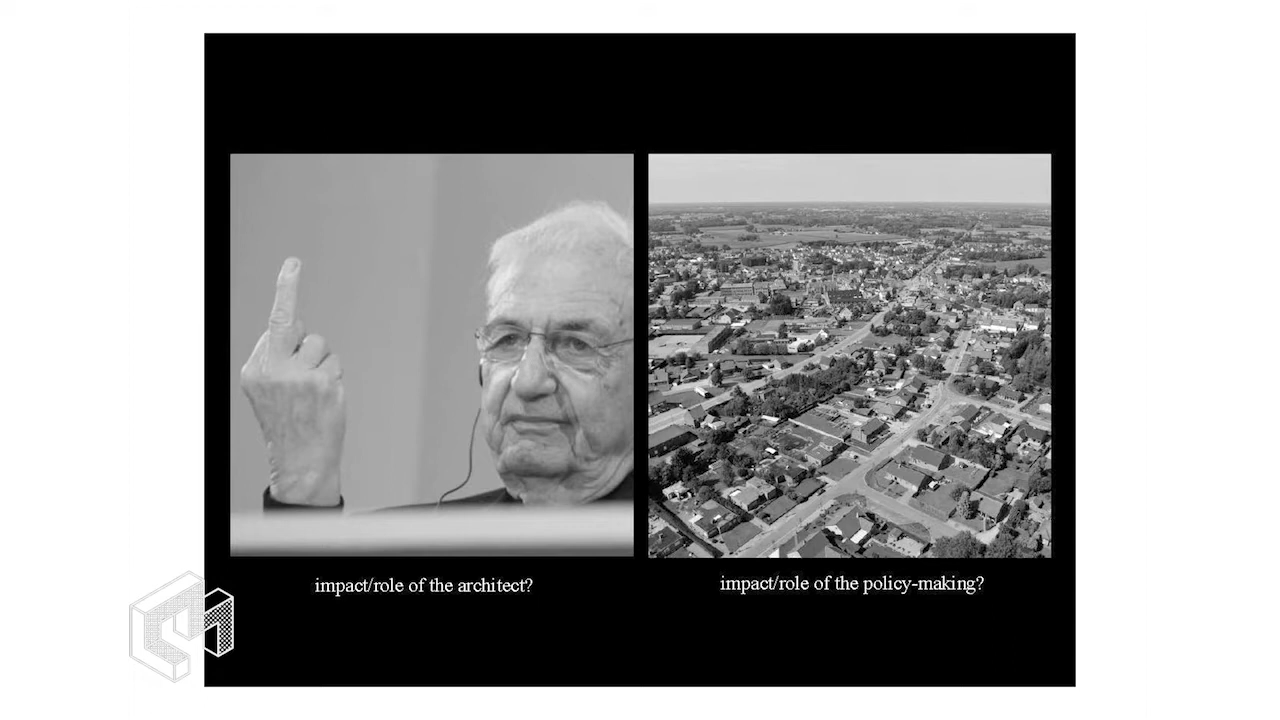 impact/role of the architect?
impact/role of the policy-making?